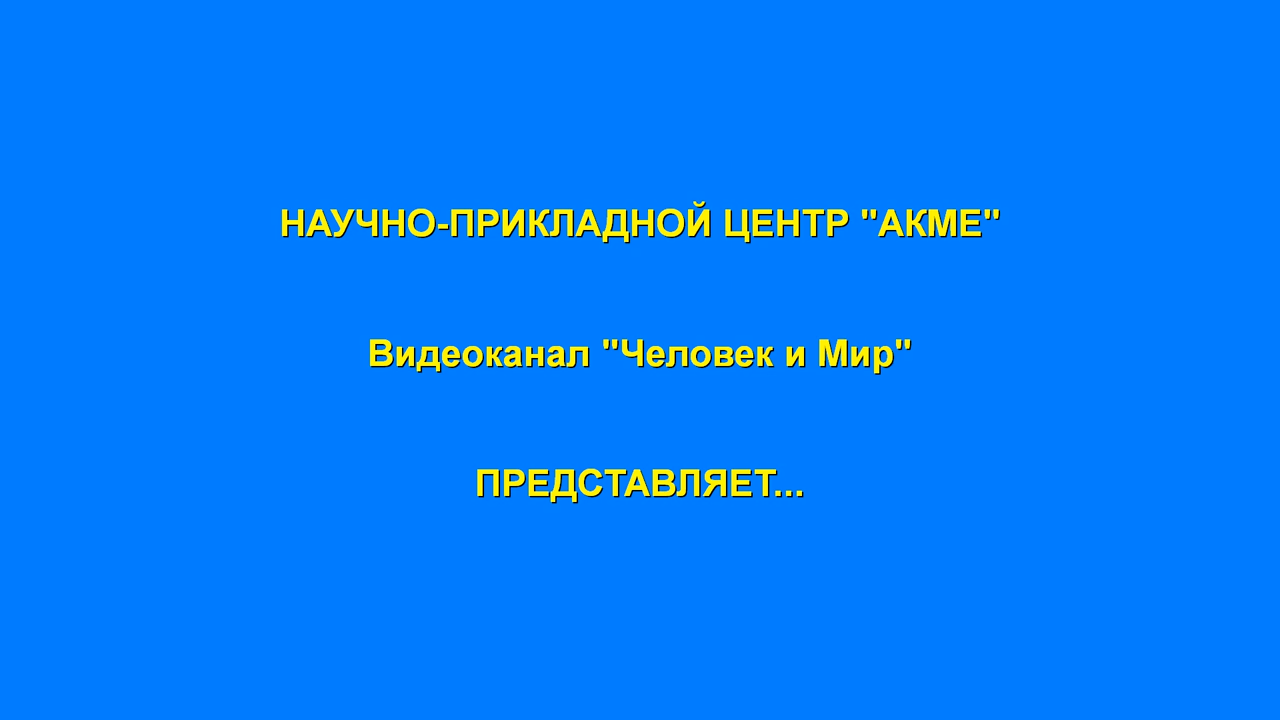 НАУЧНО-ПРИКЛАДНОЙ ЦЕНТР "АКМЕ"
Видеоканал "Человек и Мир"
ПРЕДСТАВЛЯЕТ...